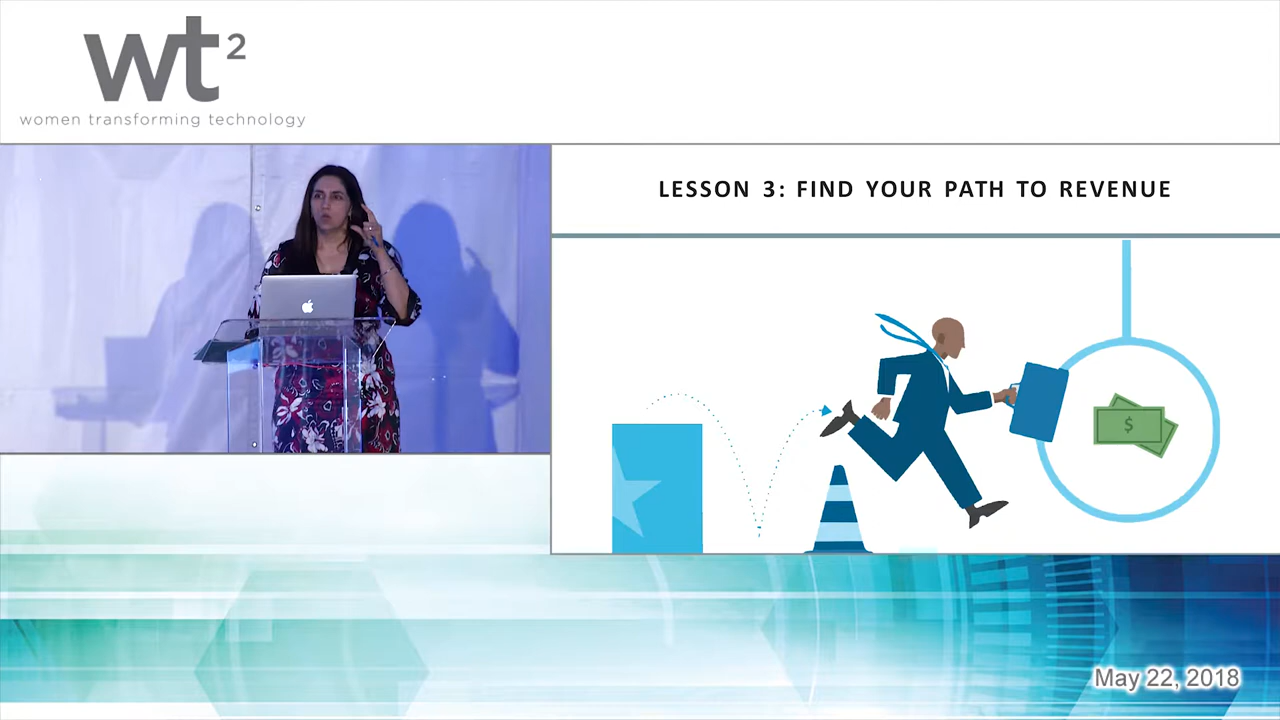 wt2
women transforming technology
LESSON 3: FIND YOUR PATH TO REVENUE
$
May 22, 2018